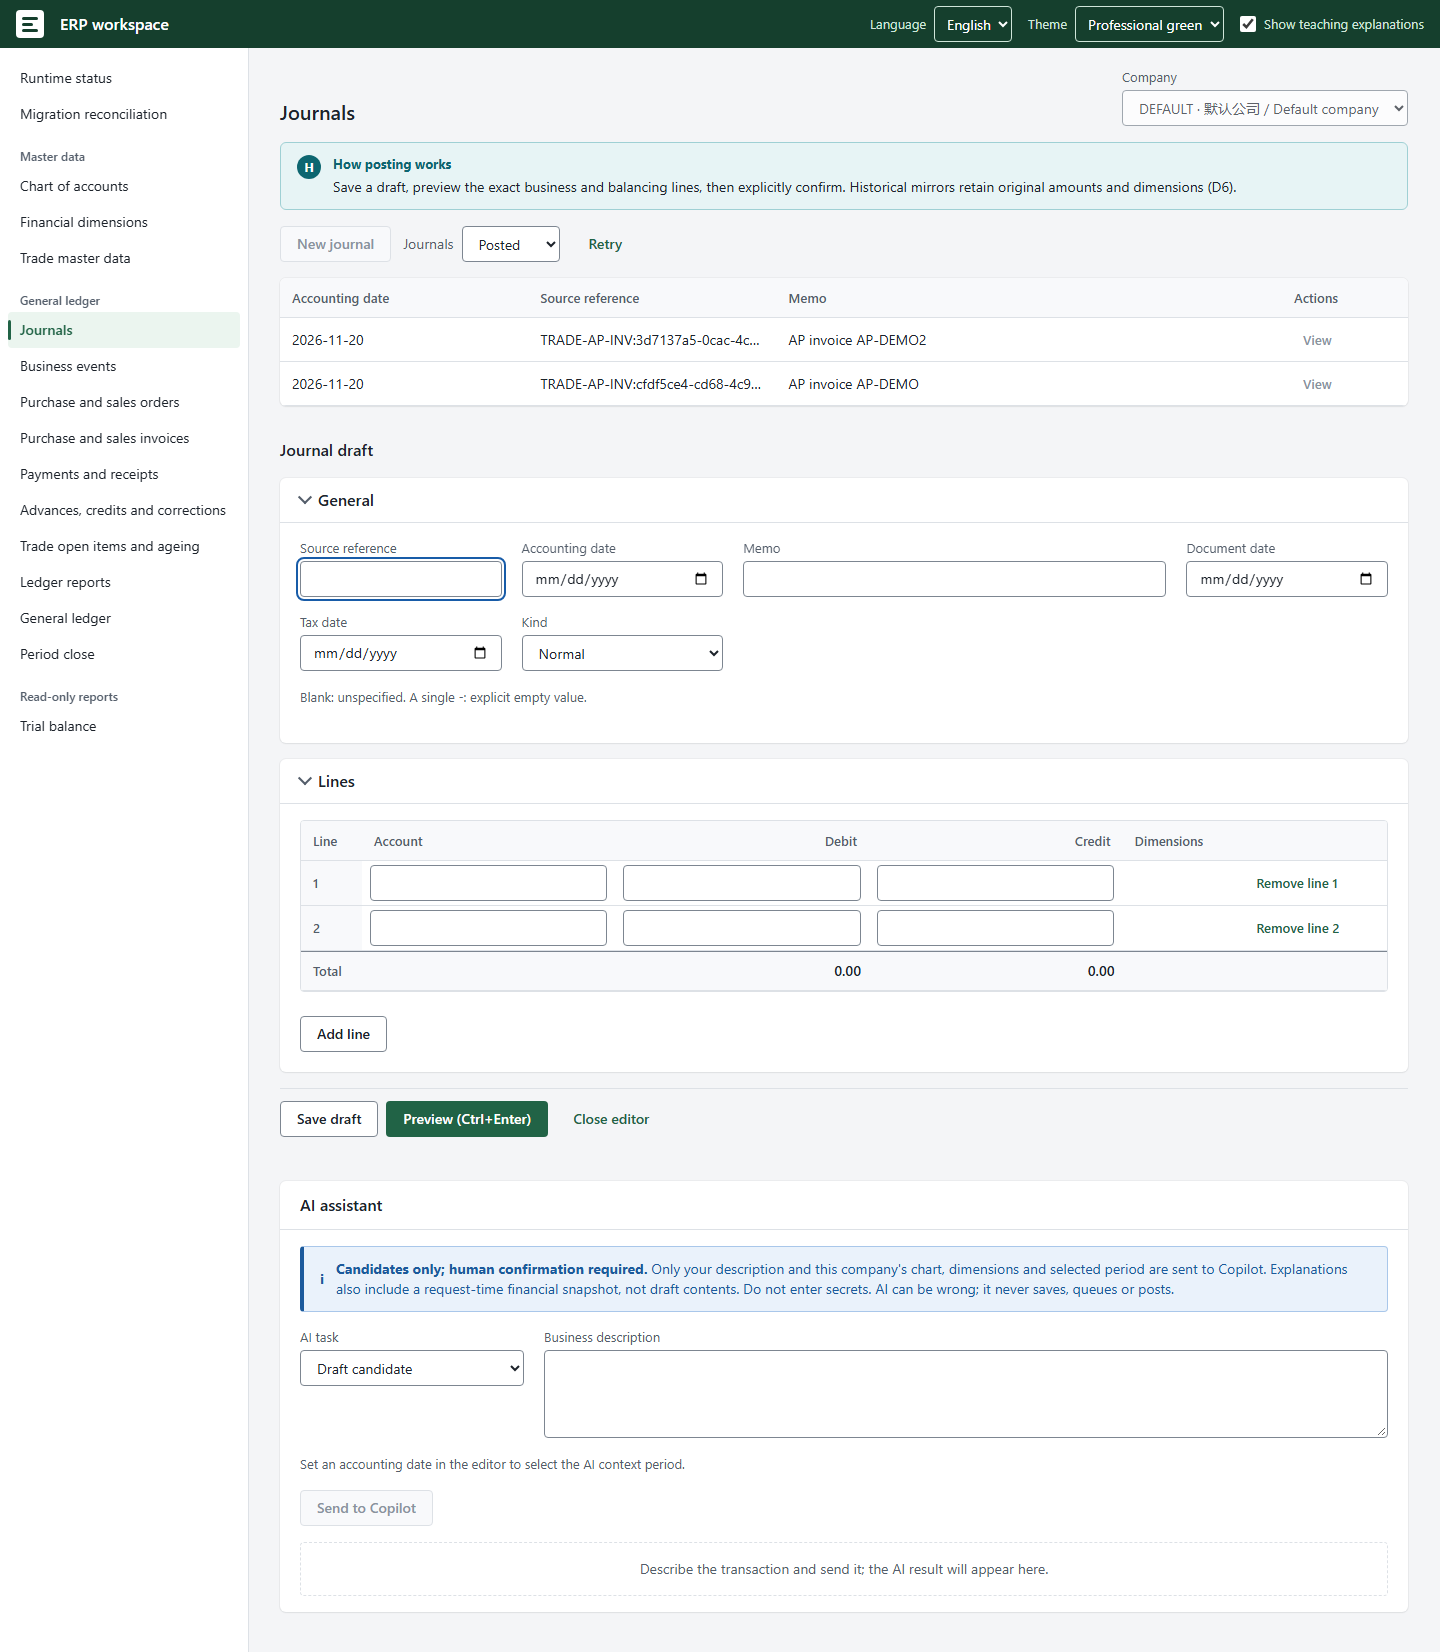 ERP workspace
Language English Theme Professional green Show teaching explanations
Runtime status
Migration reconciliation
Master data
Chart of accounts
Financial dimensions
Trade master data
General ledger
Journals
Business events
Purchase and sales orders
Purchase and sales invoices
Payments and receipts
Advances, credits and corrections
Trade open items and ageing
Ledger reports
General ledger
Period close
Read-only reports
Trial balance
Company
Journals
DEFAULT · 默认公司 / Default company
H
How posting works
Save a draft, preview the exact business and balancing lines, then explicitly confirm. Historical mirrors retain original amounts and dimensions (D6).
New journal Journals Posted Retry
Accounting date Source reference Memo Actions
2026-11-20 TRADE-AP-INV:3d7137a5-0cac-4c... AP invoice AP-DEMO2 View
2026-11-20 TRADE-AP-INV:cfdf5ce4-cd68-4c9... AP invoice AP-DEMO View
Journal draft
General
Source reference Accounting date Memo Document date
mm/dd/yyyy mm/dd/yyyy
Tax date Kind
mm/dd/yyyy Normal
Blank: unspecified. A single -: explicit empty value.
Lines
Line Account Debit Credit Dimensions
1 Remove line 1
2 Remove line 2
Total 0.00 0.00
Add line
Save draft Preview (Ctrl+Enter) Close editor
AI assistant
i
Candidates only; human confirmation required. Only your description and this company's chart, dimensions and selected period are sent to Copilot. Explanations
also include a request-time financial snapshot, not draft contents. Do not enter secrets. AI can be wrong; it never saves, queues or posts.
AI task Business description
Draft candidate
Set an accounting date in the editor to select the AI context period.
Send to Copilot
Describe the transaction and send it; the AI result will appear here.